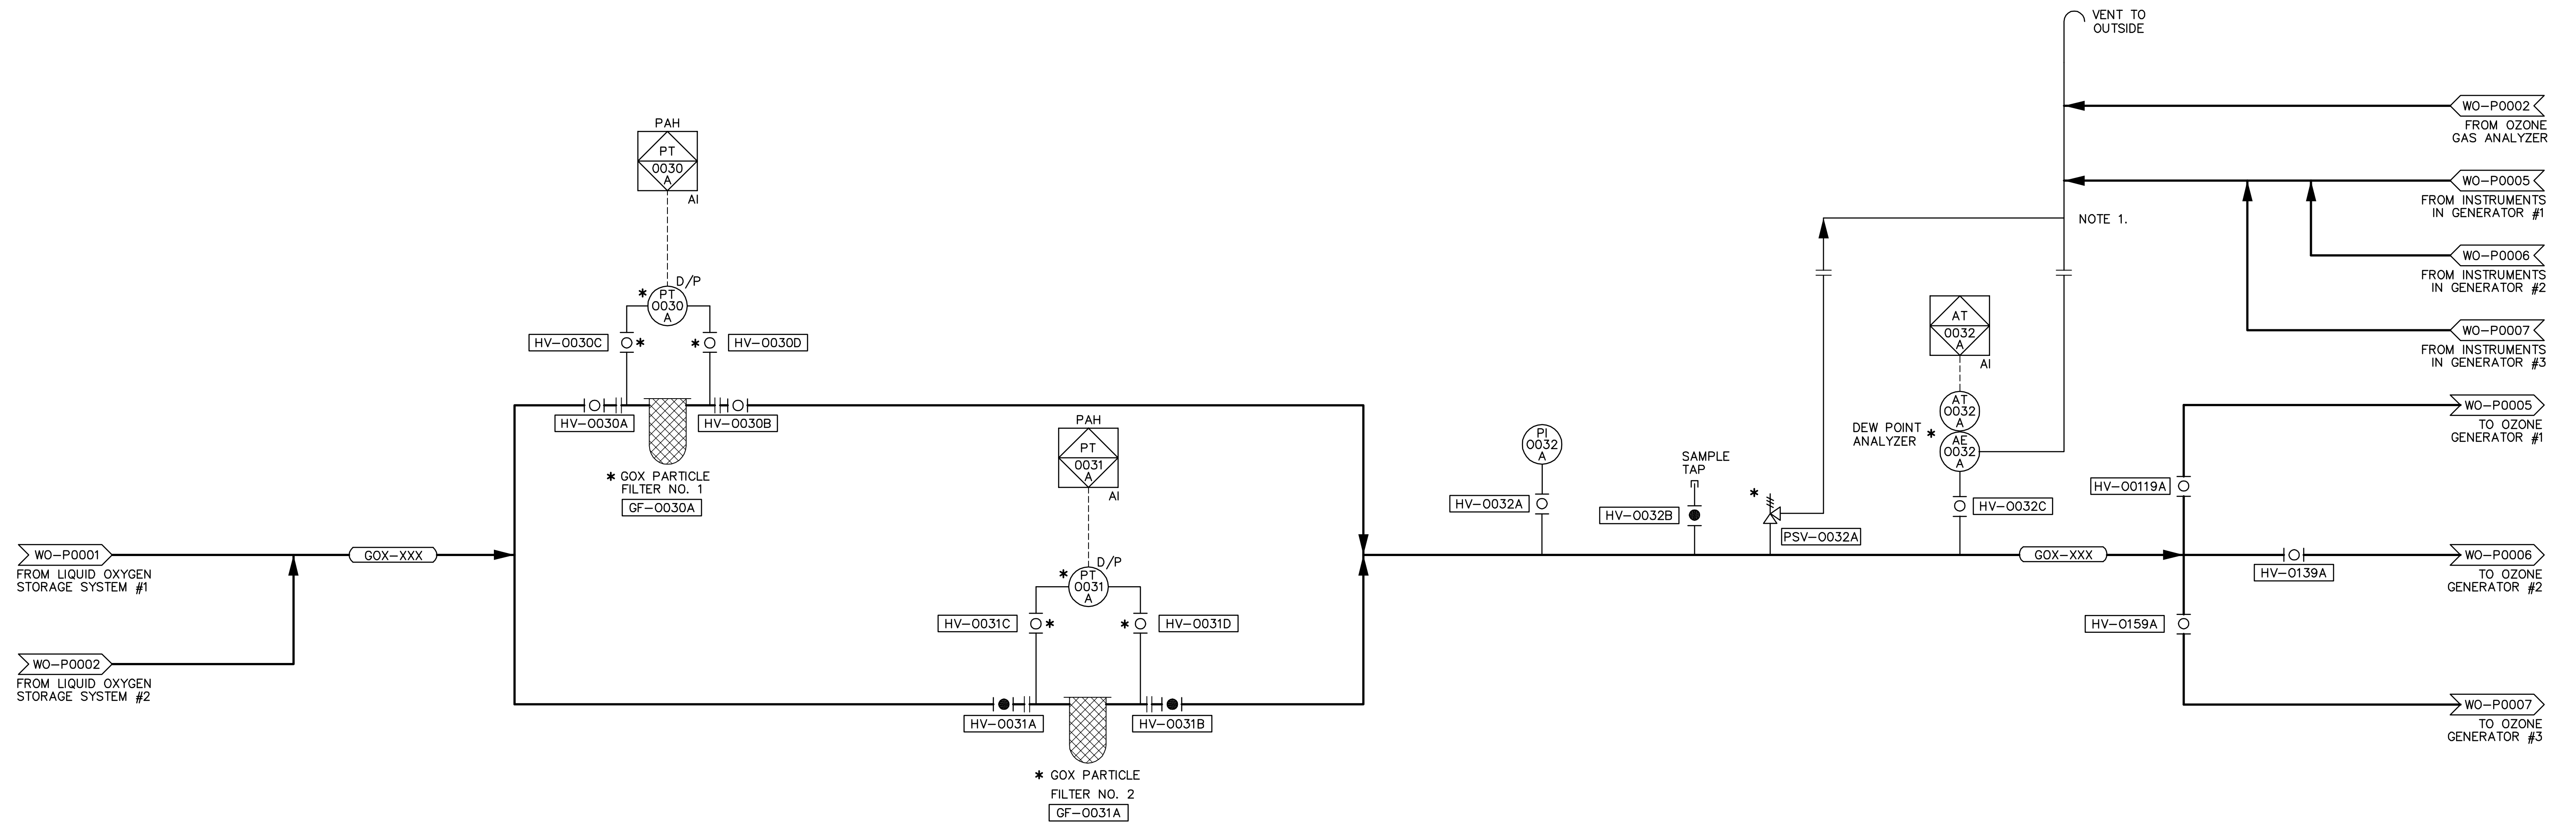 VENT TO
OUTSIDE
WO-P0002
FROM OZONE
GAS ANALYZER
WO-P0005
FROM INSTRUMENTS
IN GENERATOR #1
NOTE 1.
WO-P0006
FROM INSTRUMENTS
IN GENERATOR #2
WO-P0007
FROM INSTRUMENTS
IN GENERATOR #3
PAH
PT
0030
A
AI
D/P
* PT
0030
A
HV-0030C
*
* HV-0030D
HV-0030A
HV-0030B
* GOX PARTICLE
FILTER NO. 1
GF-0030A
PAH
PT
0031
A
AI
D/P
* PT
0031
A
HV-0031C
*
* HV-0031D
HV-0031A
HV-0031B
* GOX PARTICLE
FILTER NO. 2
GF-0031A
WO-P0001
FROM LIQUID OXYGEN
STORAGE SYSTEM #1
GOX-XXX
WO-P0002
FROM LIQUID OXYGEN
STORAGE SYSTEM #2
PI
0032
A
HV-0032A
SAMPLE
TAP
HV-0032B
*
PSV-0032A
AT
0032
A
AI
AT
0032
A
DEW POINT
ANALYZER *
AE
0032
A
HV-0032C
GOX-XXX
HV-00119A
HV-0139A
HV-0159A
WO-P0005
TO OZONE
GENERATOR #1
WO-P0006
TO OZONE
GENERATOR #2
WO-P0007
TO OZONE
GENERATOR #3